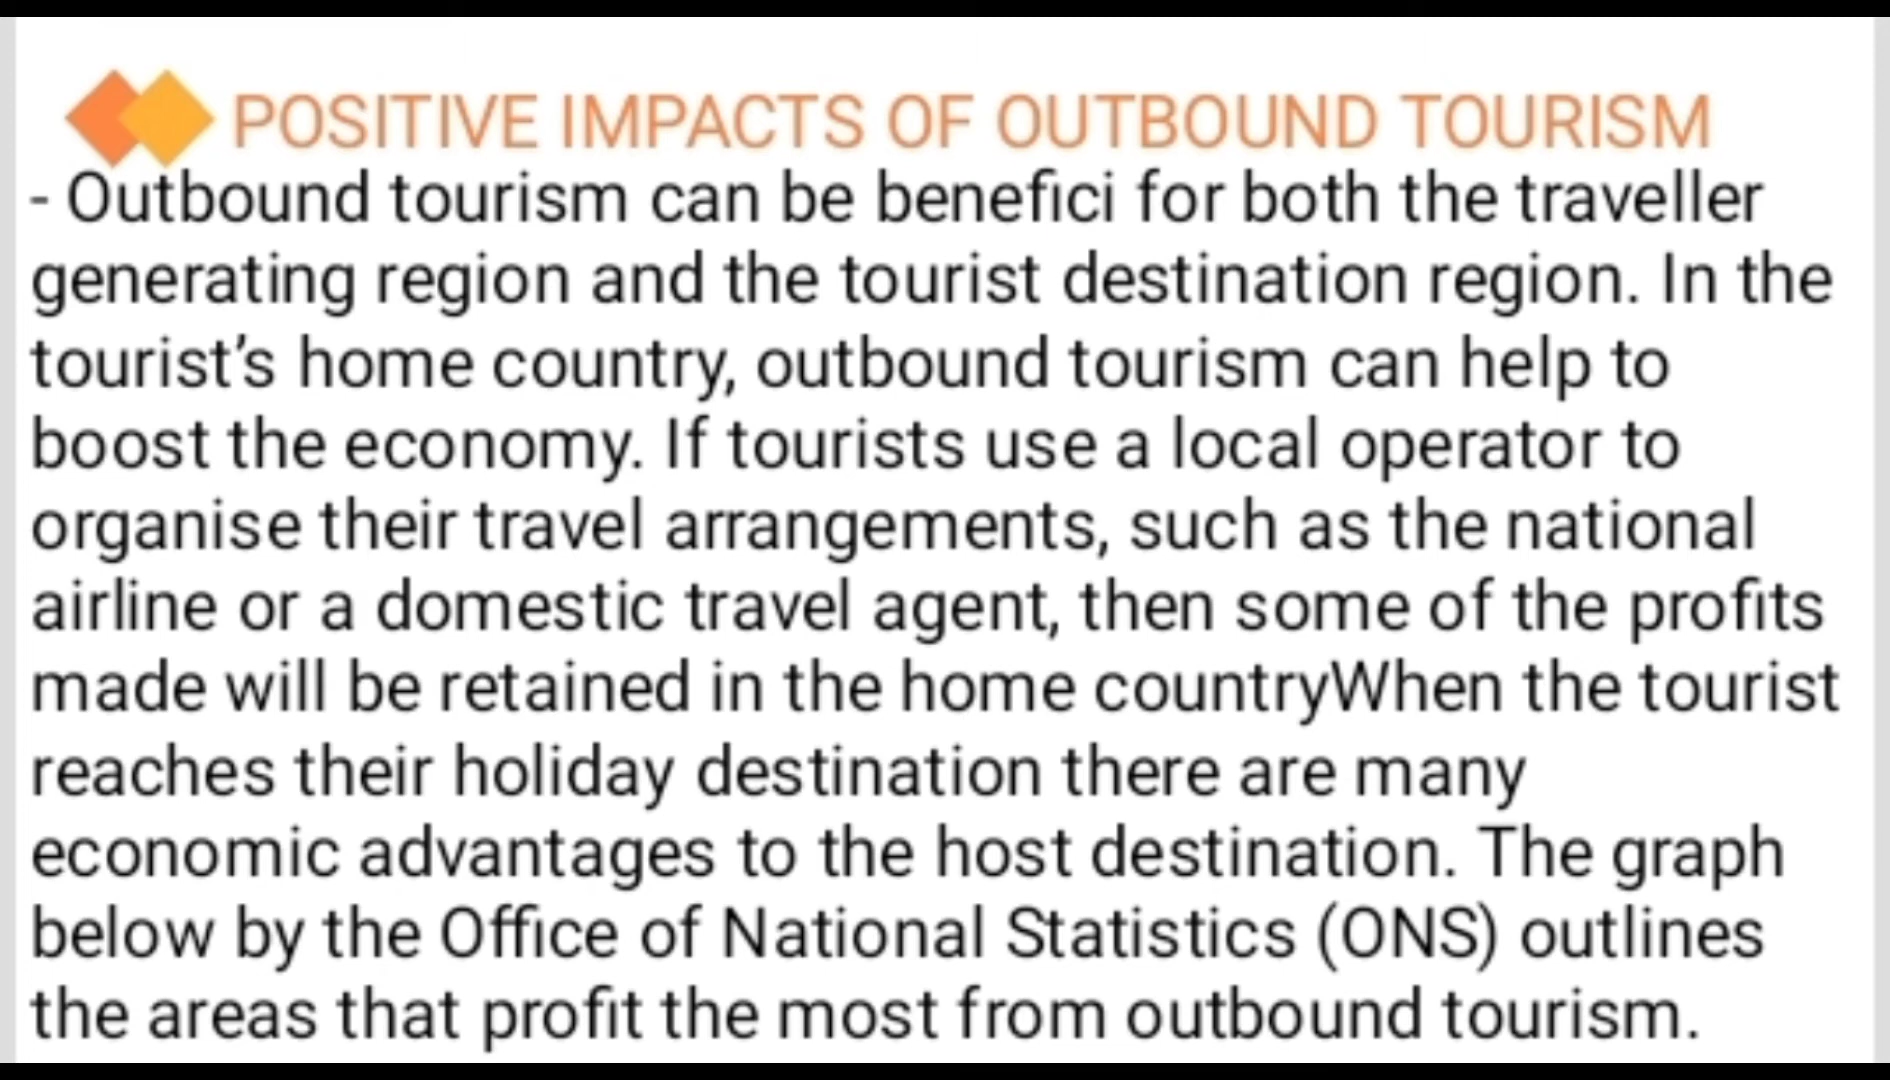 POSITIVE IMPACTS OF OUTBOUND TOURISM
- Outbound tourism can be benefici for both the traveller
generating region and the tourist destination region. In the
tourist’s home country, outbound tourism can help to
boost the economy. If tourists use a local operator to
organise their travel arrangements, such as the national
airline or a domestic travel agent, then some of the profits
made will be retained in the home countryWhen the tourist
reaches their holiday destination there are many
economic advantages to the host destination. The graph
below by the Office of National Statistics (ONS) outlines
the areas that profit the most from outbound tourism.